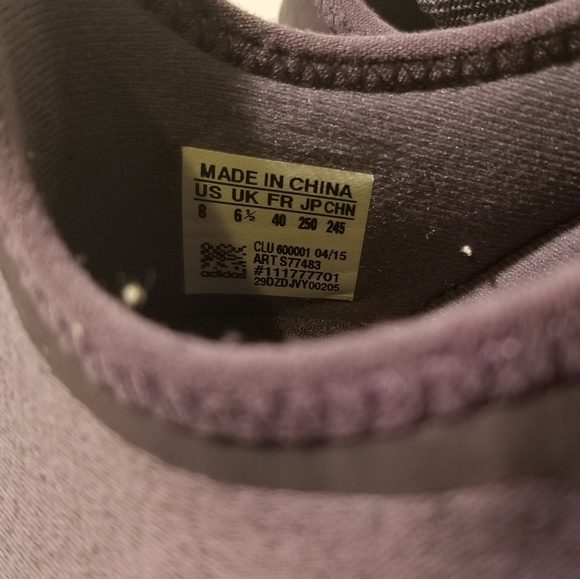 MADE IN CHINA
US UK FR JP CHN
8 6½ 40 250 245
CLU 600001 04/15
ART S77483
#111777701
29DZDJVY00205
adidas